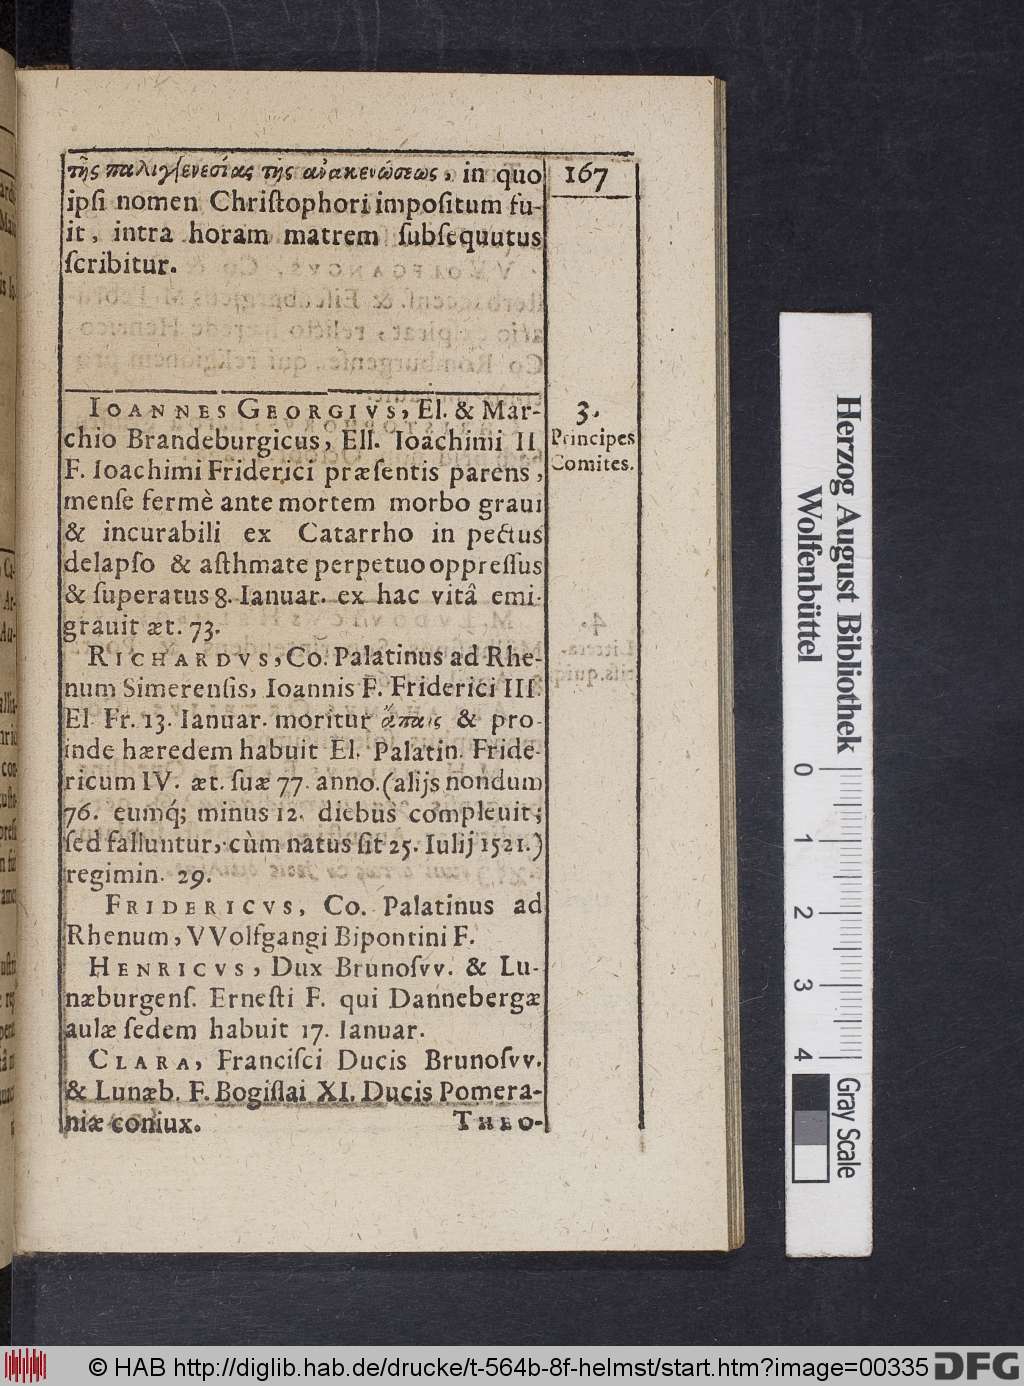 τῆς παλιγγενεσίας τῆς ανακενώσεως, in quo
167
ipſi nomen Chriſtophori impoſitum fu-
it, intra horam matrem ſubſequutus
ſcribitur.
IOANNES GEORGIVS, El. & Mar-
chio Brandeburgicus, Ell. Ioachimi II
F. Ioachimi Friderici præſentis parens,
menſe fermè ante mortem morbo graui
& incurabili ex Catarrho in pectus
delapſo & aſthmate perpetuo oppreſſus
& ſuperatus 8. Ianuar. ex hac vitâ emi-
grauit æt. 73.
3.
Principes
Comites.
RICHARDVS, Co. Palatinus ad Rhe-
num Simerenſis, Ioannis F. Friderici III.
El. Fr. 13. Ianuar. moritur ἄπαις & pro-
inde hæredem habuit El. Palatin. Fride-
ricum IV. æt. ſuæ 77. anno. (alijs nondum
76. eumq́; minus 12. diebus compleuit;
ſed falluntur, cùm natus ſit 25. Iulij 1521.)
regimin. 29.
FRIDERICVS, Co. Palatinus ad
Rhenum, VVolfgangi Bipontini F.
HENRICVS, Dux Brunoſvv. & Lu-
næburgenſ. Erneſti F. qui Dannebergæ
aulæ ſedem habuit 17. Ianuar.
CLARA, Franciſci Ducis Brunoſvv.
& Lunæb. F. Bogiſlai XI. Ducis Pomera-
niæ coniux.
THEO-
Herzog August Bibliothek
Wolfenbüttel
0 1 2 3 4
Gray Scale
© HAB http://diglib.hab.de/drucke/t-564b-8f-helmst/start.htm?image=00335
DFG